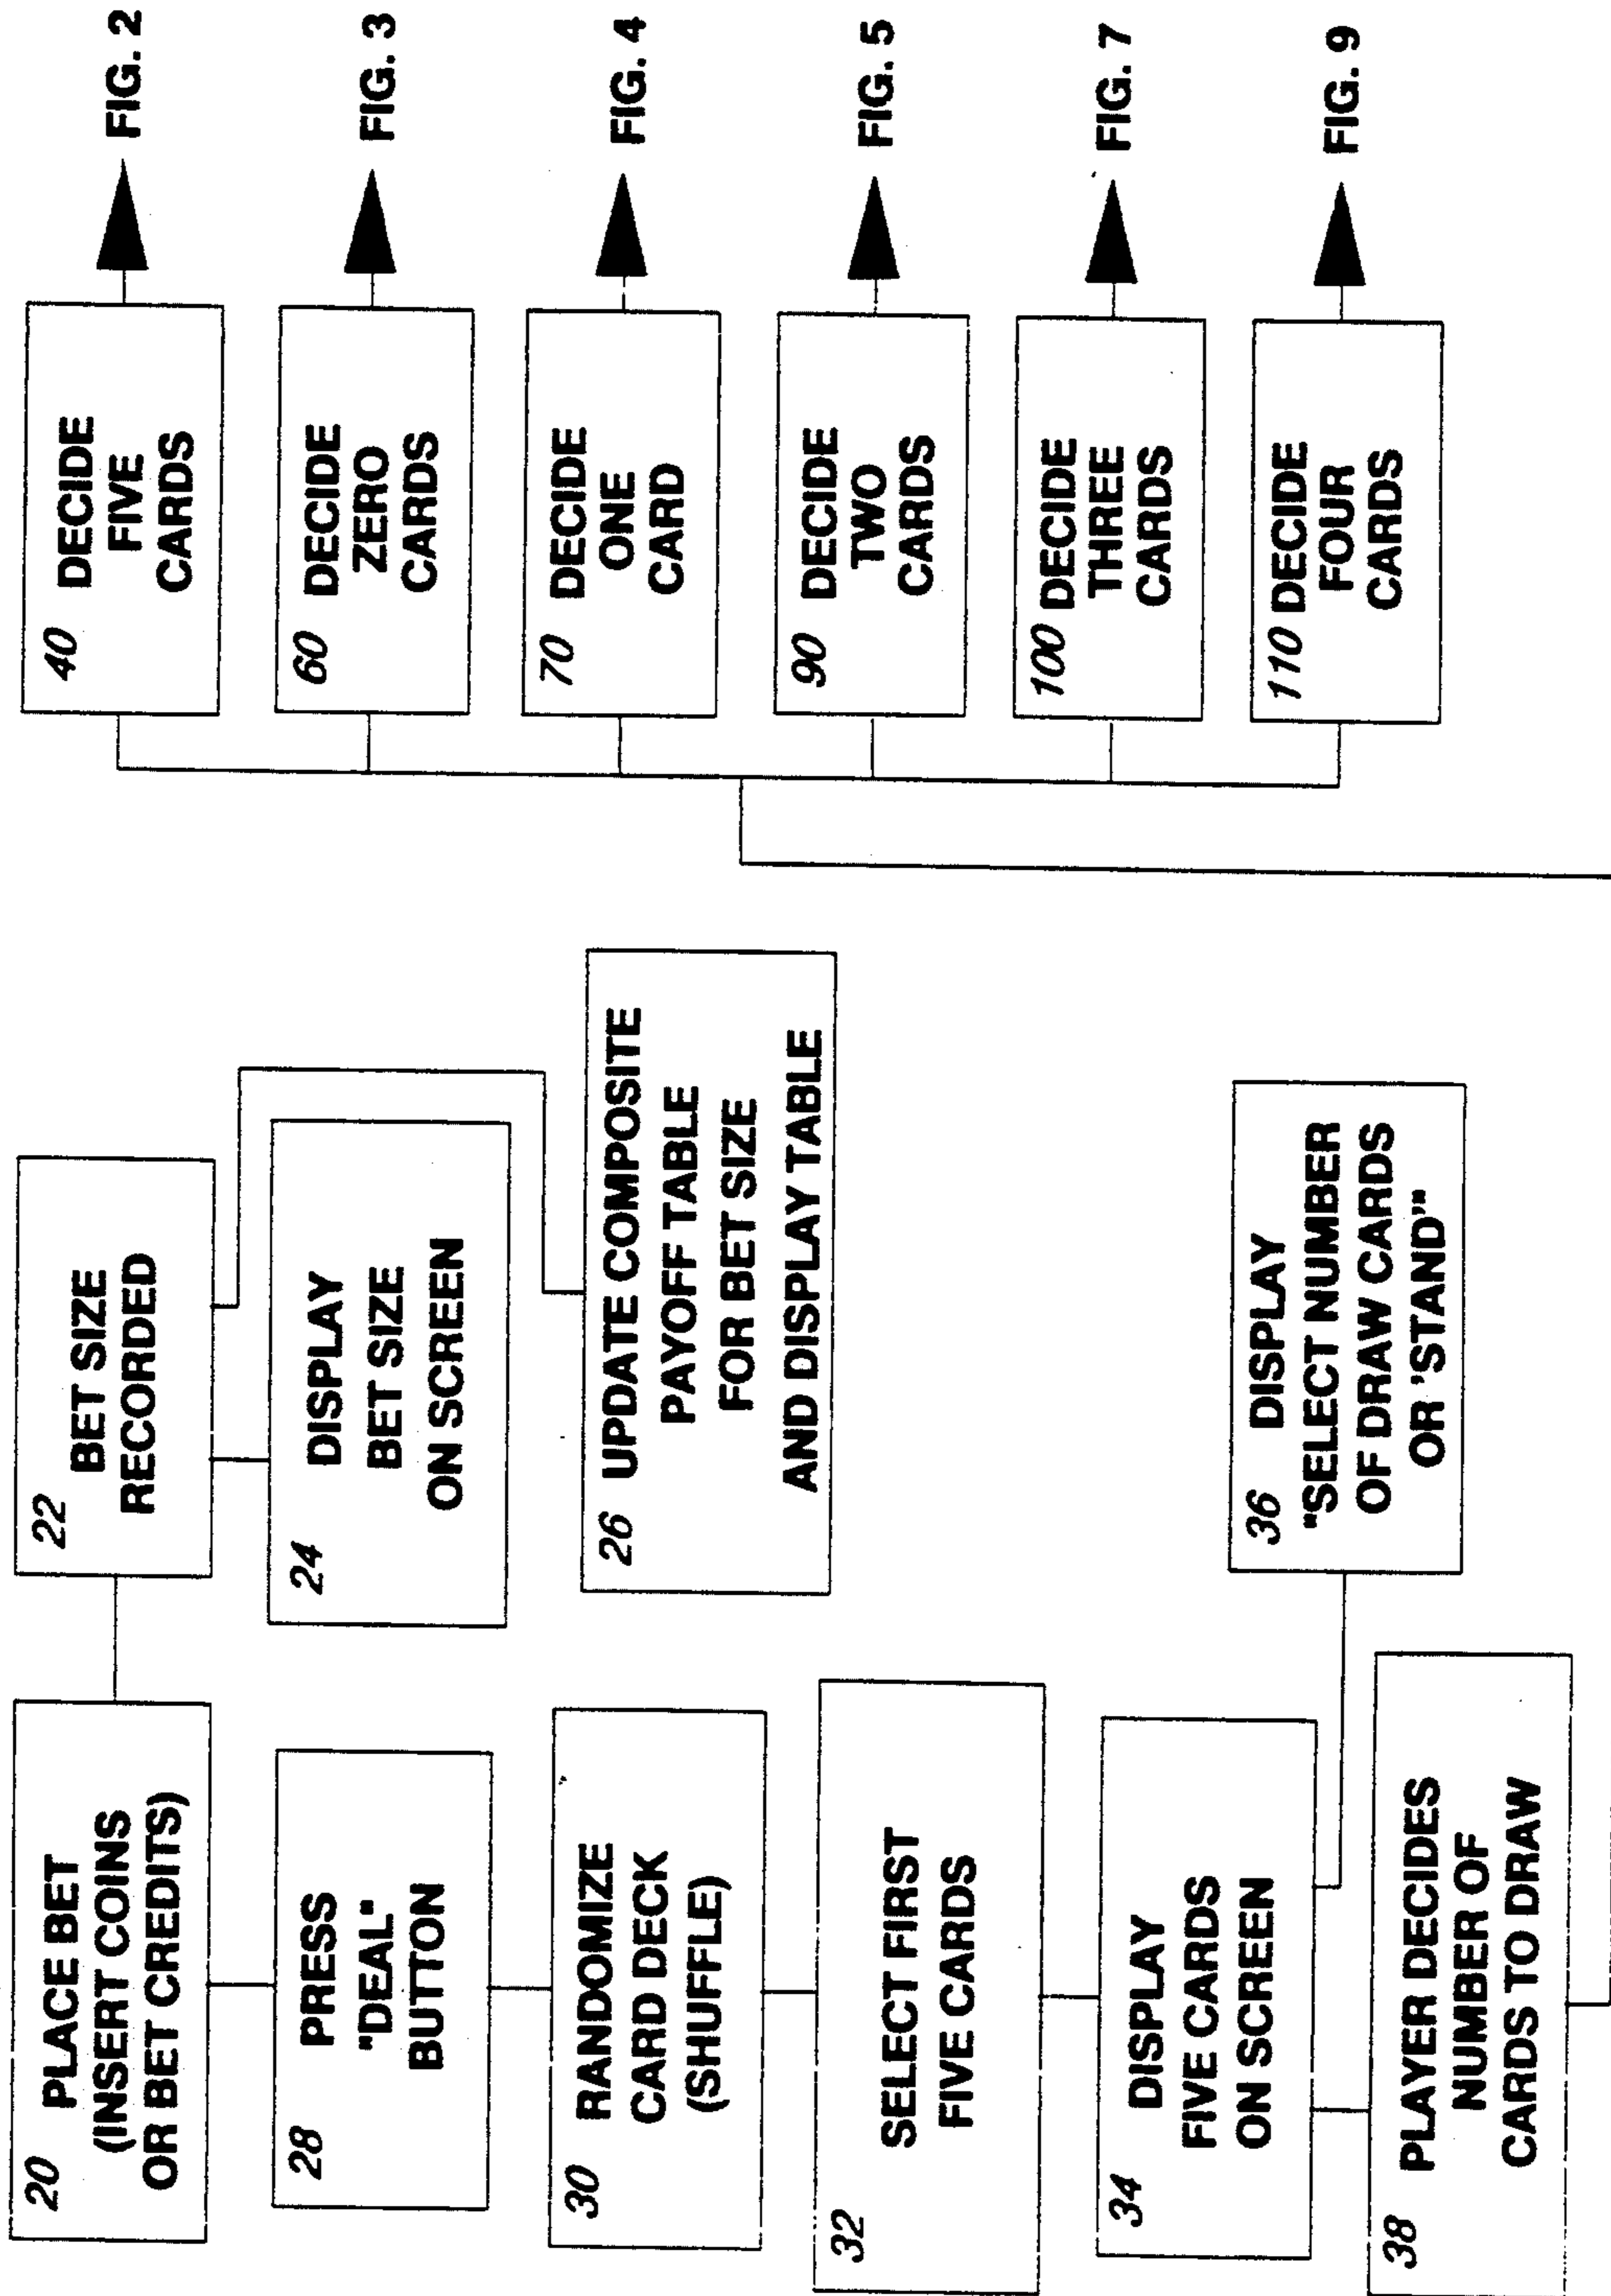 20 PLACE BET
(INSERT COINS
OR BET CREDITS)
22 BET SIZE
RECORDED
24 DISPLAY
BET SIZE
ON SCREEN
26 UPDATE COMPOSITE
PAYOFF TABLE
FOR BET SIZE
AND DISPLAY TABLE
28 PRESS
"DEAL"
BUTTON
30 RANDOMIZE
CARD DECK
(SHUFFLE)
32 SELECT FIRST
FIVE CARDS
34 DISPLAY
FIVE CARDS
ON SCREEN
36 DISPLAY
"SELECT NUMBER
OF DRAW CARDS
OR 'STAND'"
38 PLAYER DECIDES
NUMBER OF
CARDS TO DRAW
40 DECIDE
FIVE
CARDS
FIG. 2
60 DECIDE
ZERO
CARDS
FIG. 3
70 DECIDE
ONE
CARD
FIG. 4
90 DECIDE
TWO
CARDS
FIG. 5
100 DECIDE
THREE
CARDS
FIG. 7
110 DECIDE
FOUR
CARDS
FIG. 9